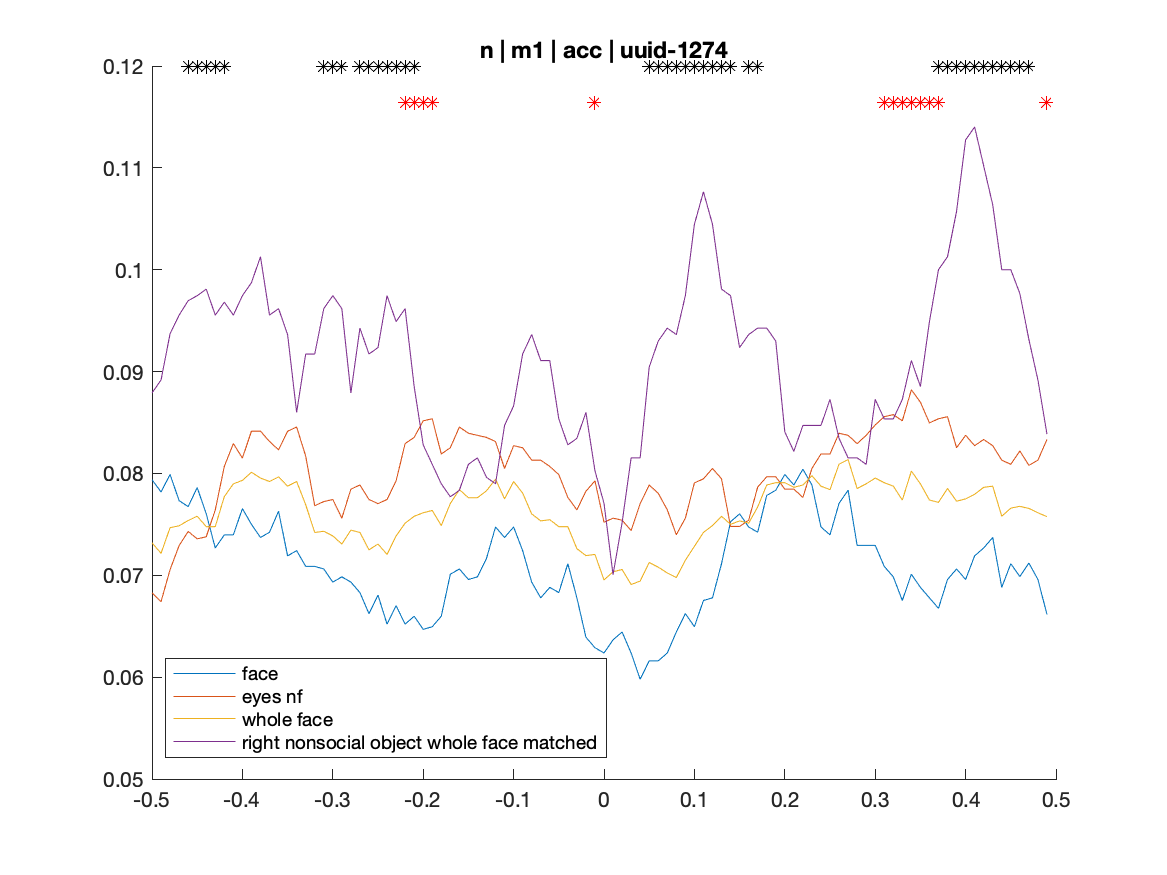 n | m1 | acc | uuid-1274
0.12
0.11
0.1
0.09
0.08
0.07
0.06
0.05
face
eyes nf
whole face
right nonsocial object whole face matched
-0.5 -0.4 -0.3 -0.2 -0.1 0 0.1 0.2 0.3 0.4 0.5